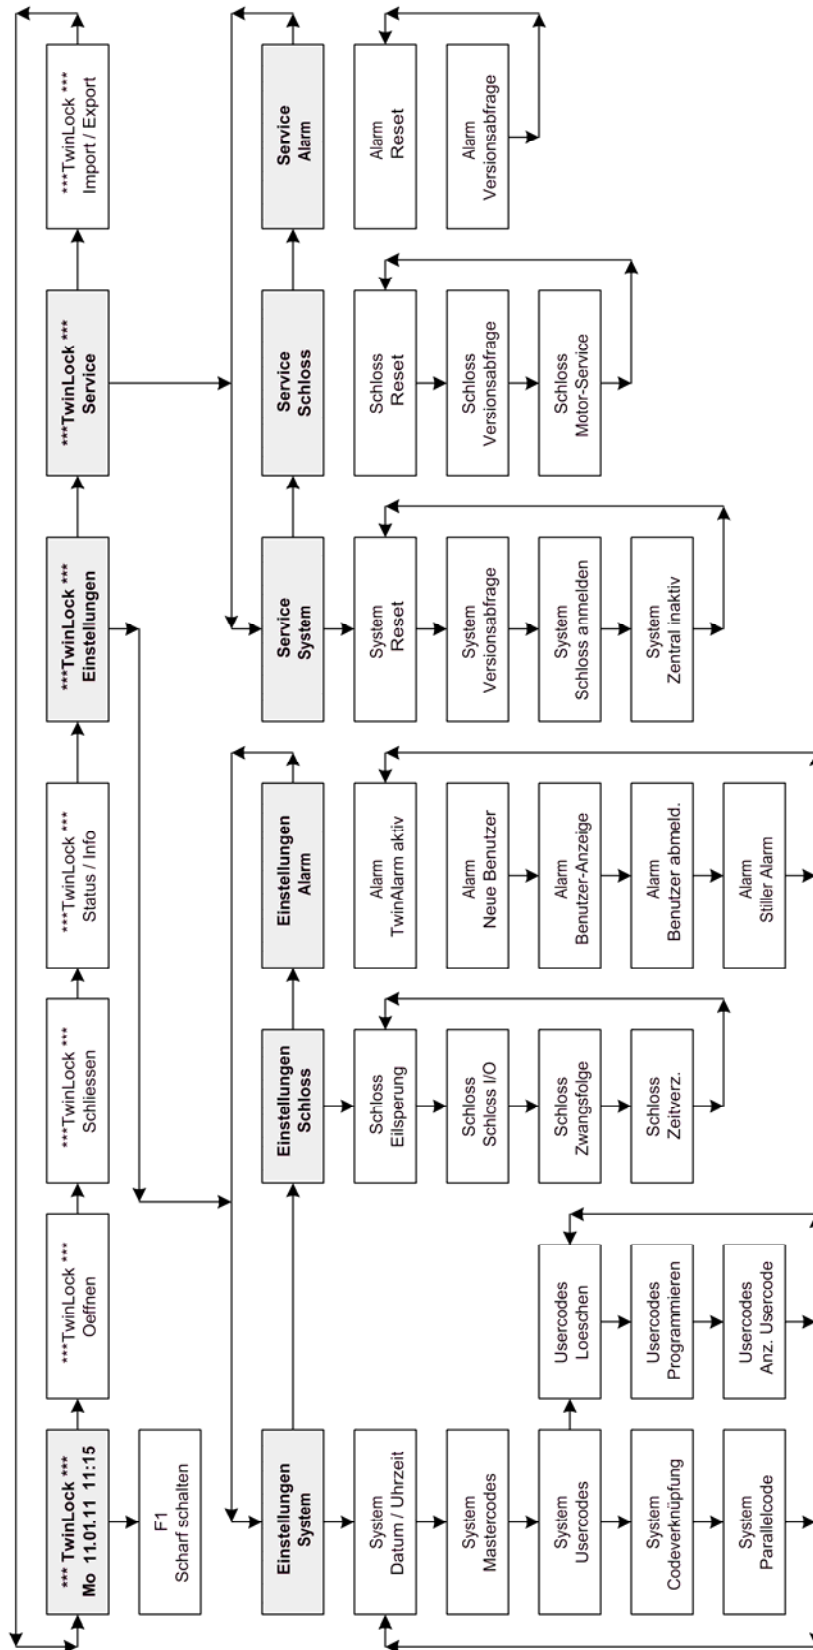 *** TwinLock ***
Mo 11.01.11 11:15
***TwinLock ***
Oeffnen
***TwinLock ***
Schliessen
***TwinLock ***
Status / Info
***TwinLock ***
Einstellungen
***TwinLock ***
Service
***TwinLock ***
Import / Export
F1
Scharf schalten
Einstellungen
System
System
Datum / Uhrzeit
System
Mastercodes
System
Usercodes
System
Codeverknüpfung
System
Parallelcode
Usercodes
Loeschen
Usercodes
Programmieren
Usercodes
Anz. Usercode
Einstellungen
Schloss
Schloss
Eilsperung
Schloss
Schloss I/O
Schloss
Zwangsfolge
Schloss
Zeitverz.
Einstellungen
Alarm
Alarm
TwinAlarm aktiv
Alarm
Neue Benutzer
Alarm
Benutzer-Anzeige
Alarm
Benutzer abmeld.
Alarm
Stiller Alarm
Service
System
System
Reset
System
Versionsabfrage
System
Schloss anmelden
System
Zentral inaktiv
Service
Schloss
Schloss
Reset
Schloss
Versionsabfrage
Schloss
Motor-Service
Service
Alarm
Alarm
Reset
Alarm
Versionsabfrage